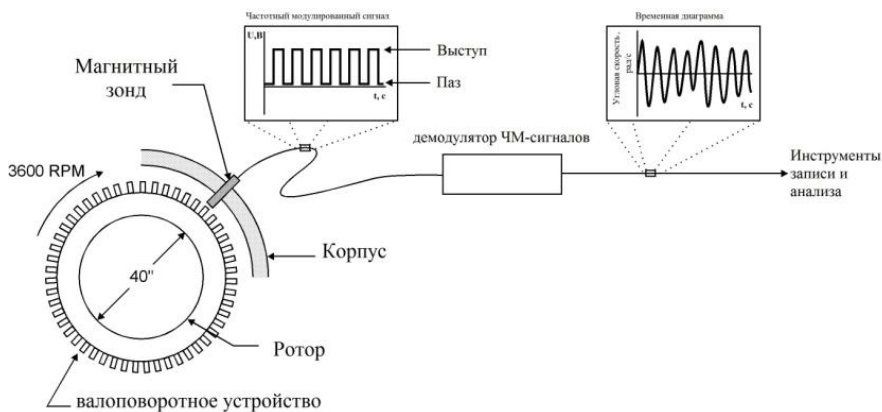 Частотный модулированный сигнал
U,В
Выступ
Паз
t, с
Временная диаграмма
Угловая скорость,
рад/с
t, с
Магнитный
зонд
демодулятор ЧМ-сигналов
Инструменты
записи и
анализа
3600 RPM
Корпус
40"
Ротор
валоповоротное устройство